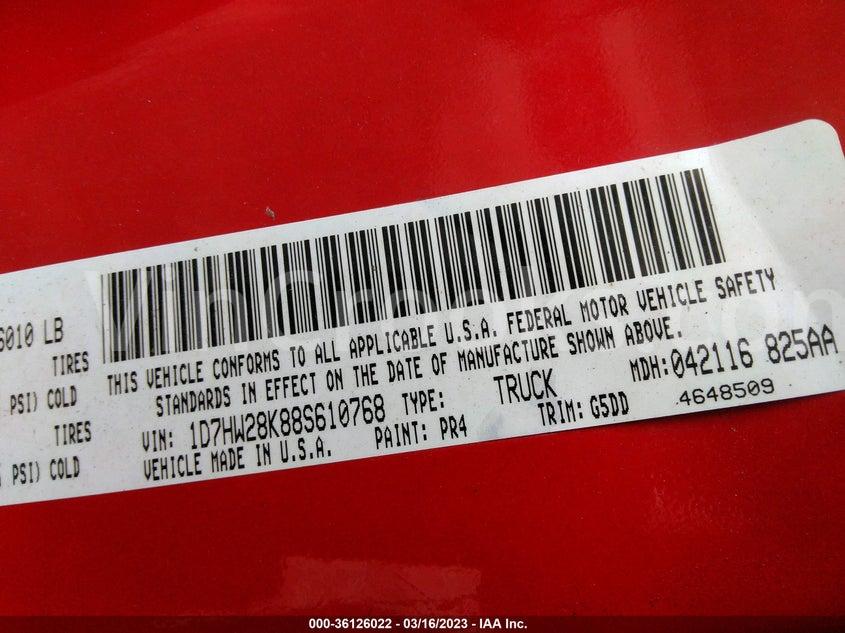 6010 LB
TIRES
PSI) COLD
TIRES
PSI) COLD
THIS VEHICLE CONFORMS TO ALL APPLICABLE U.S.A. FEDERAL MOTOR VEHICLE SAFETY
STANDARDS IN EFFECT ON THE DATE OF MANUFACTURE SHOWN ABOVE.
VIN: 1D7HW28K88S610768 TYPE: TRUCK MDH:042116 825AA
VEHICLE MADE IN U.S.A. PAINT: PR4 TRIM: G5DD 4648509
000-36126022 - 03/16/2023 - IAA Inc.